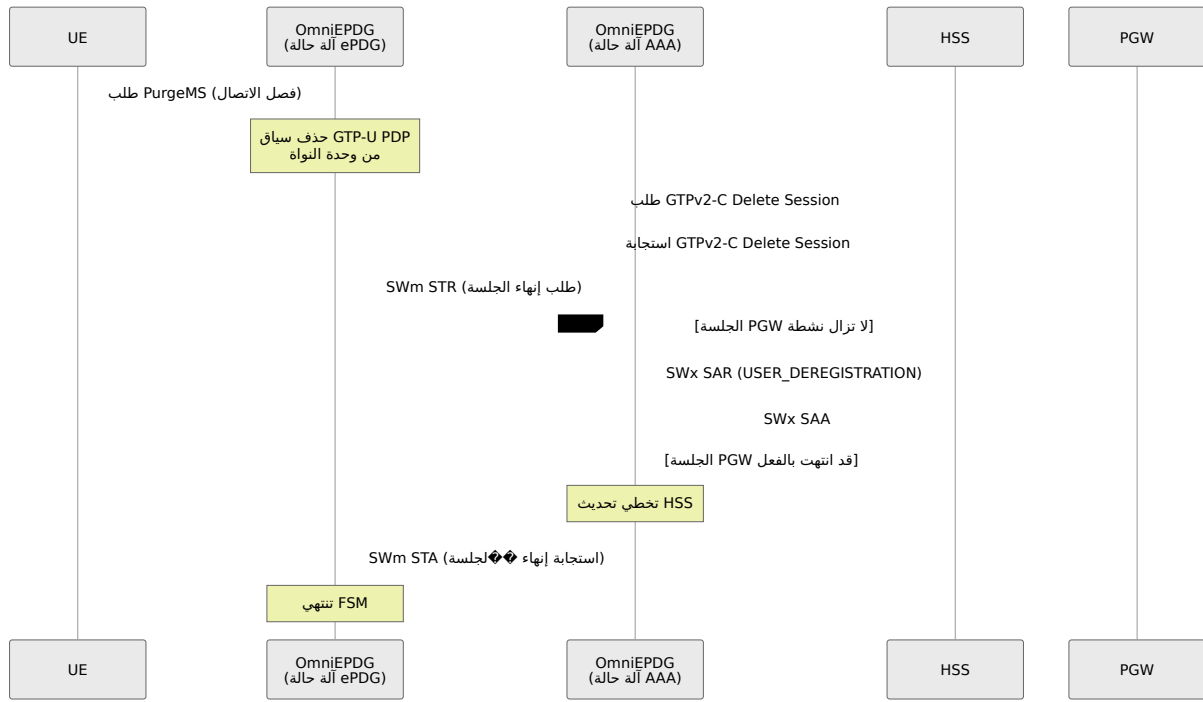 UE
OmniEPDG
(آلة حالة ePDG)
OmniEPDG
(آلة حالة AAA)
HSS
PGW
طلب PurgeMS (فصل الاتصال)
حذف سياق GTP-U PDP
من وحدة النواة
طلب GTPv2-C Delete Session
استجابة GTPv2-C Delete Session
SWm STR (طلب إنهاء الجلسة)
[الجلسة PGW لا تزال نشطة]
SWx SAR (USER_DEREGISTRATION)
SWx SAA
[الجلسة PGW قد انتهت بالفعل]
تخطي تحديث HSS
SWm STA (استجابة إنهاء ��لجلسة)
تنتهي FSM
UE
OmniEPDG
(آلة حالة ePDG)
OmniEPDG
(آلة حالة AAA)
HSS
PGW